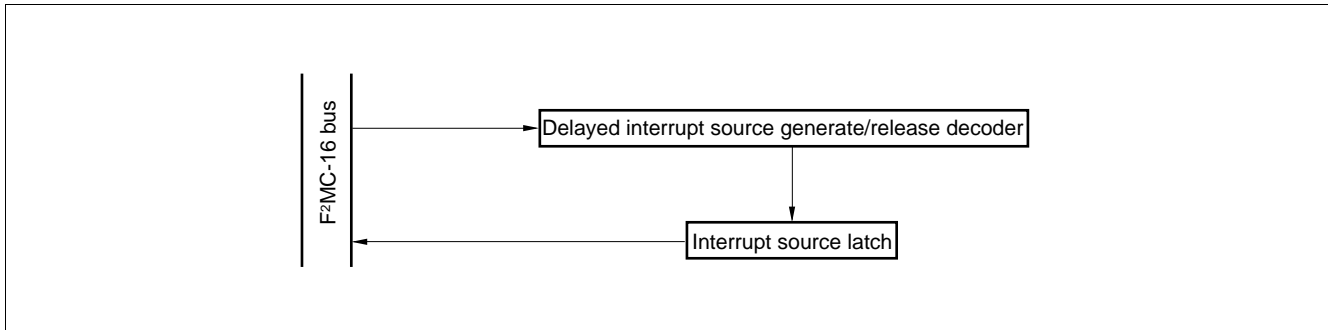 F²MC-16 bus
Delayed interrupt source generate/release decoder
Interrupt source latch